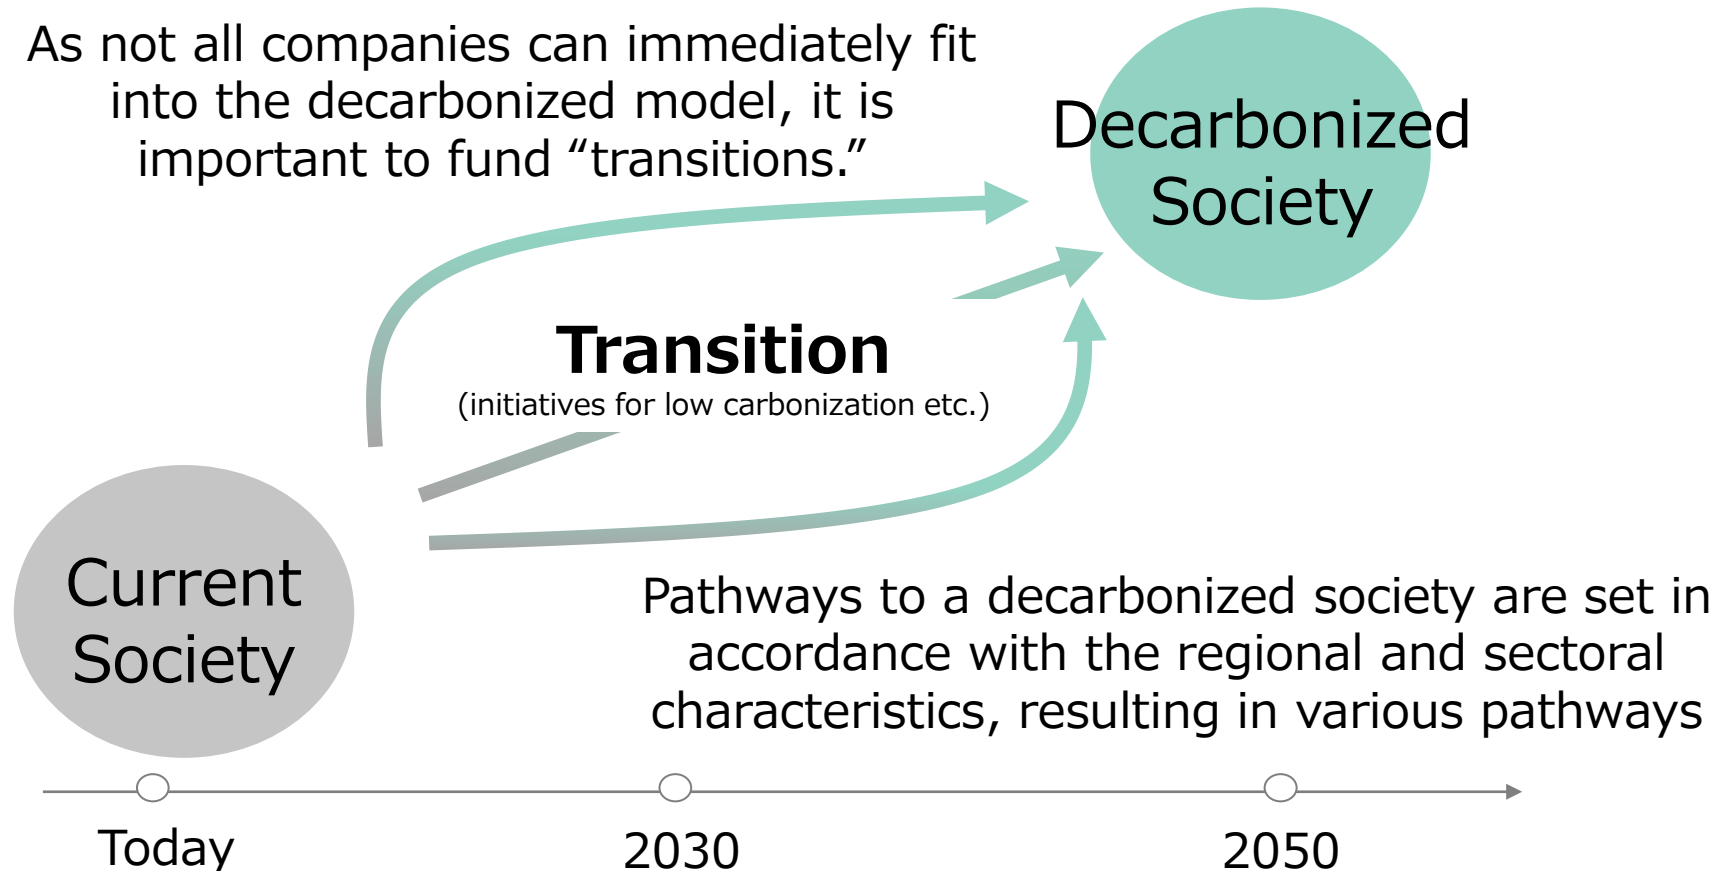 As not all companies can immediately fit
into the decarbonized model, it is
important to fund “transitions.”
Decarbonized
Society
Transition
(initiatives for low carbonization etc.)
Current
Society
Pathways to a decarbonized society are set in
accordance with the regional and sectoral
characteristics, resulting in various pathways
Today
2030
2050